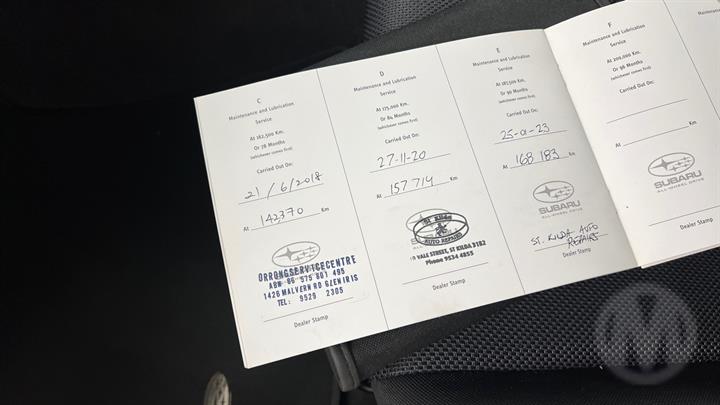 C
Maintenance and Lubrication
Service
At 162,500 Km.
Or 78 Months
(whichever comes first)
Carried Out On:
21/6/2018
At 142370 Km
ORRONGSERVICECENTRE
ABN 86 575 601 495
1426 MALVERN RD GLEN IRIS
TEL: 9529 2305
Dealer Stamp
D
Maintenance and Lubrication
Service
At 175,000 Km.
Or 84 Months
(whichever comes first)
Carried Out On:
27-11-20
At 157 714 Km
St Kilda
AUTO REPAIRS
VALE STREET, ST KILDA 3182
Phone 9534 4855
Dealer Stamp
E
Maintenance and Lubrication
Service
At 187,500 Km.
Or 90 Months
(whichever comes first)
Carried Out On:
25-01-23
At 168 183 Km
SUBARU
ALL-WHEEL DRIVE
ST. KILDA AUTO
REPAIRS
Dealer Stamp
F
Maintenance and Lubrication
Service
At 200,000 Km.
Or 96 Months
(whichever comes first)
Carried Out On:
At Km
SUBARU
ALL-WHEEL DRIVE
Dealer Stamp
M